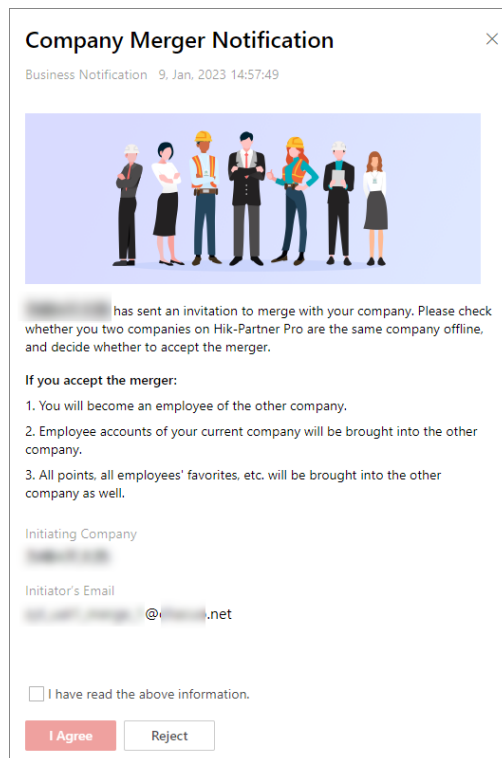 Company Merger Notification
Business Notification 9, Jan, 2023 14:57:49
has sent an invitation to merge with your company. Please check
whether you two companies on Hik-Partner Pro are the same company offline,
and decide whether to accept the merger.
If you accept the merger:
1. You will become an employee of the other company.
2. Employee accounts of your current company will be brought into the other
company.
3. All points, all employees' favorites, etc. will be brought into the other
company as well.
Initiating Company
Initiator's Email
@ .net
I have read the above information.
I Agree Reject